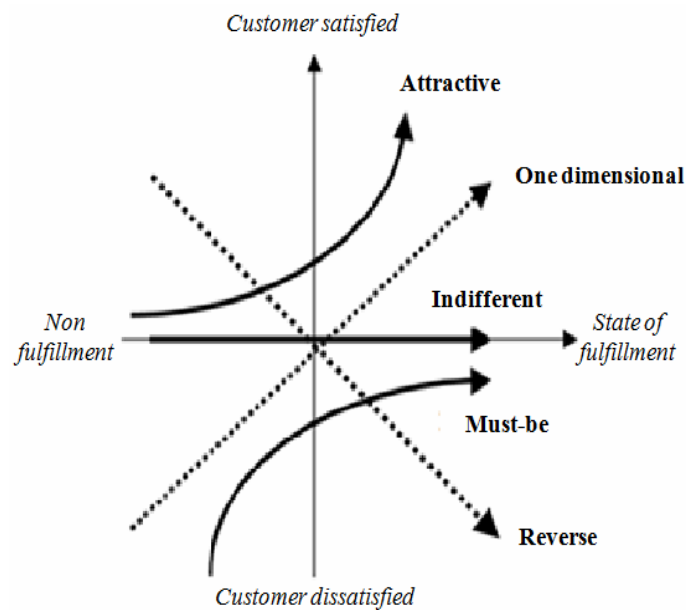 Customer satisfied
Attractive
One dimensional
Indifferent
Non
fulfillment
State of
fulfillment
Must-be
Reverse
Customer dissatisfied